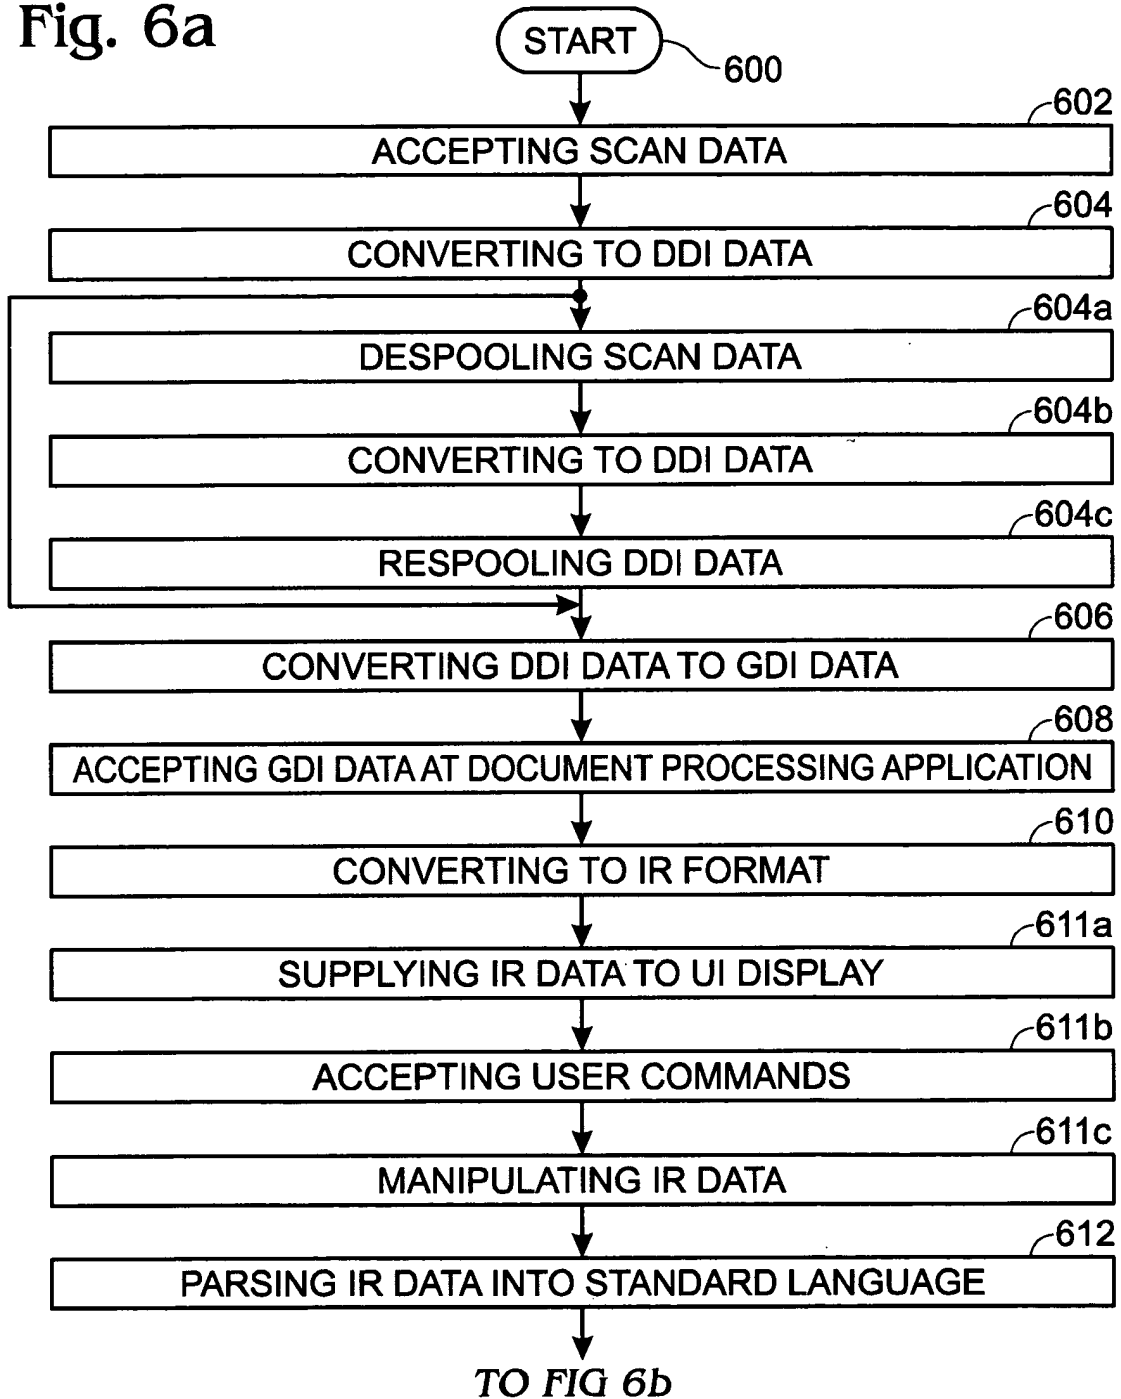 Fig. 6a
START
600
602
ACCEPTING SCAN DATA
604
CONVERTING TO DDI DATA
604a
DESPOOLING SCAN DATA
604b
CONVERTING TO DDI DATA
604c
RESPOOLING DDI DATA
606
CONVERTING DDI DATA TO GDI DATA
608
ACCEPTING GDI DATA AT DOCUMENT PROCESSING APPLICATION
610
CONVERTING TO IR FORMAT
611a
SUPPLYING IR DATA TO UI DISPLAY
611b
ACCEPTING USER COMMANDS
611c
MANIPULATING IR DATA
612
PARSING IR DATA INTO STANDARD LANGUAGE
TO FIG 6b